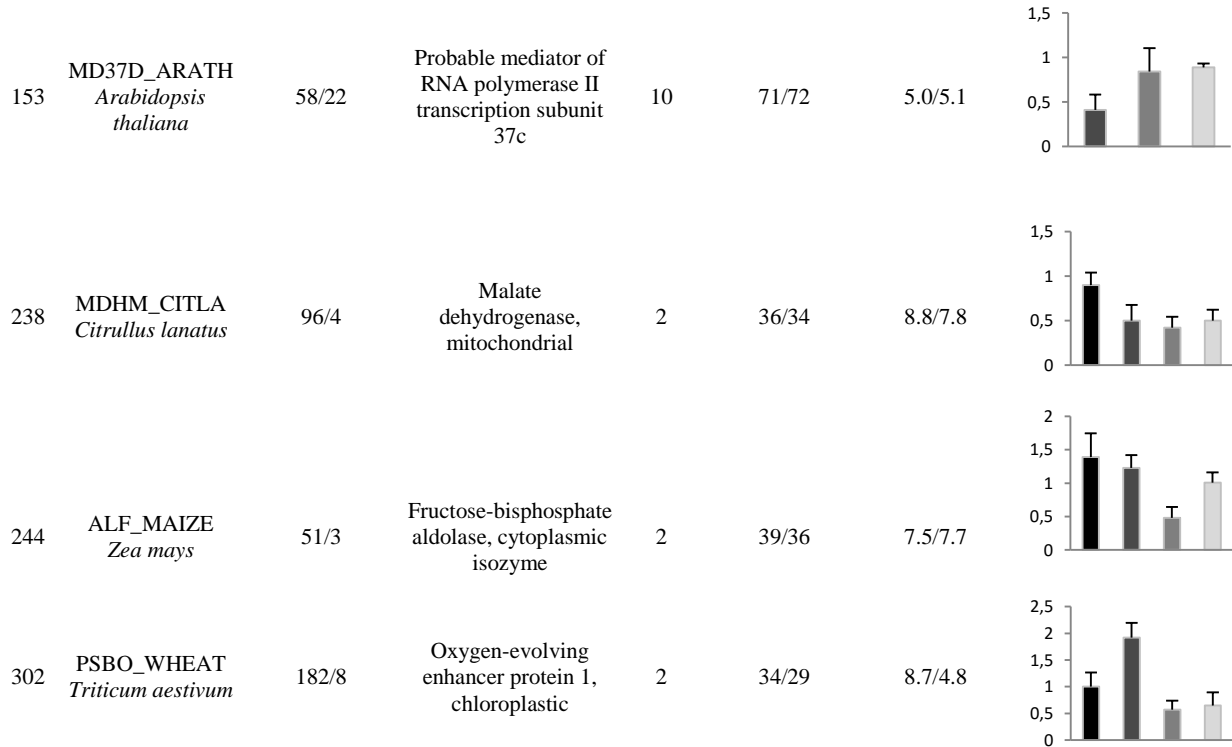 1,5
1
0,5
0
153
MD37D_ARATH
Arabidopsis
thaliana
58/22
Probable mediator of
RNA polymerase II
transcription subunit
37c
10
71/72
5.0/5.1
1,5
1
0,5
0
238
MDHM_CITLA
Citrullus lanatus
96/4
Malate
dehydrogenase,
mitochondrial
2
36/34
8.8/7.8
2
1,5
1
0,5
0
244
ALF_MAIZE
Zea mays
51/3
Fructose-bisphosphate
aldolase, cytoplasmic
isozyme
2
39/36
7.5/7.7
2,5
2
1,5
1
0,5
0
302
PSBO_WHEAT
Triticum aestivum
182/8
Oxygen-evolving
enhancer protein 1,
chloroplastic
2
34/29
8.7/4.8